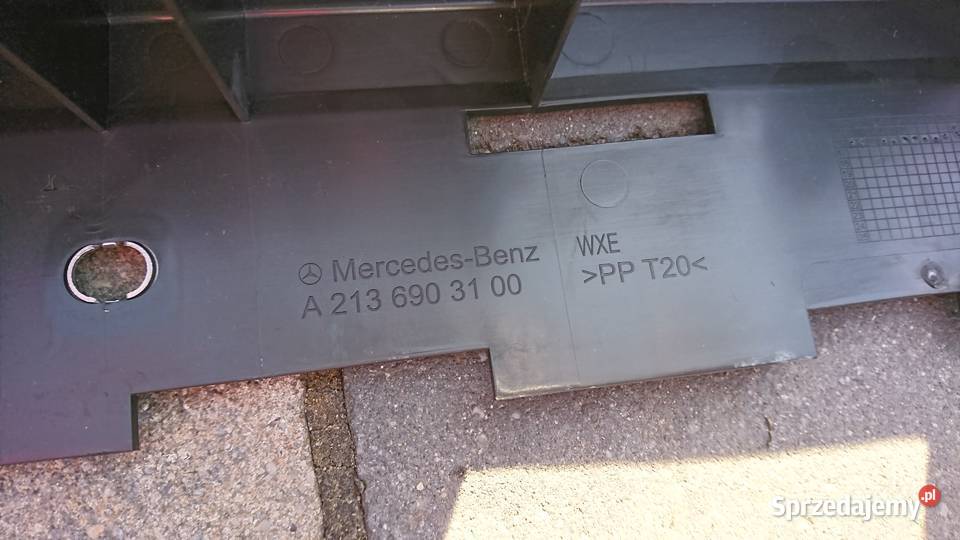 Mercedes-Benz
A 213 690 31 00
WXE
>PP T20<
Sprzedajemy.pl